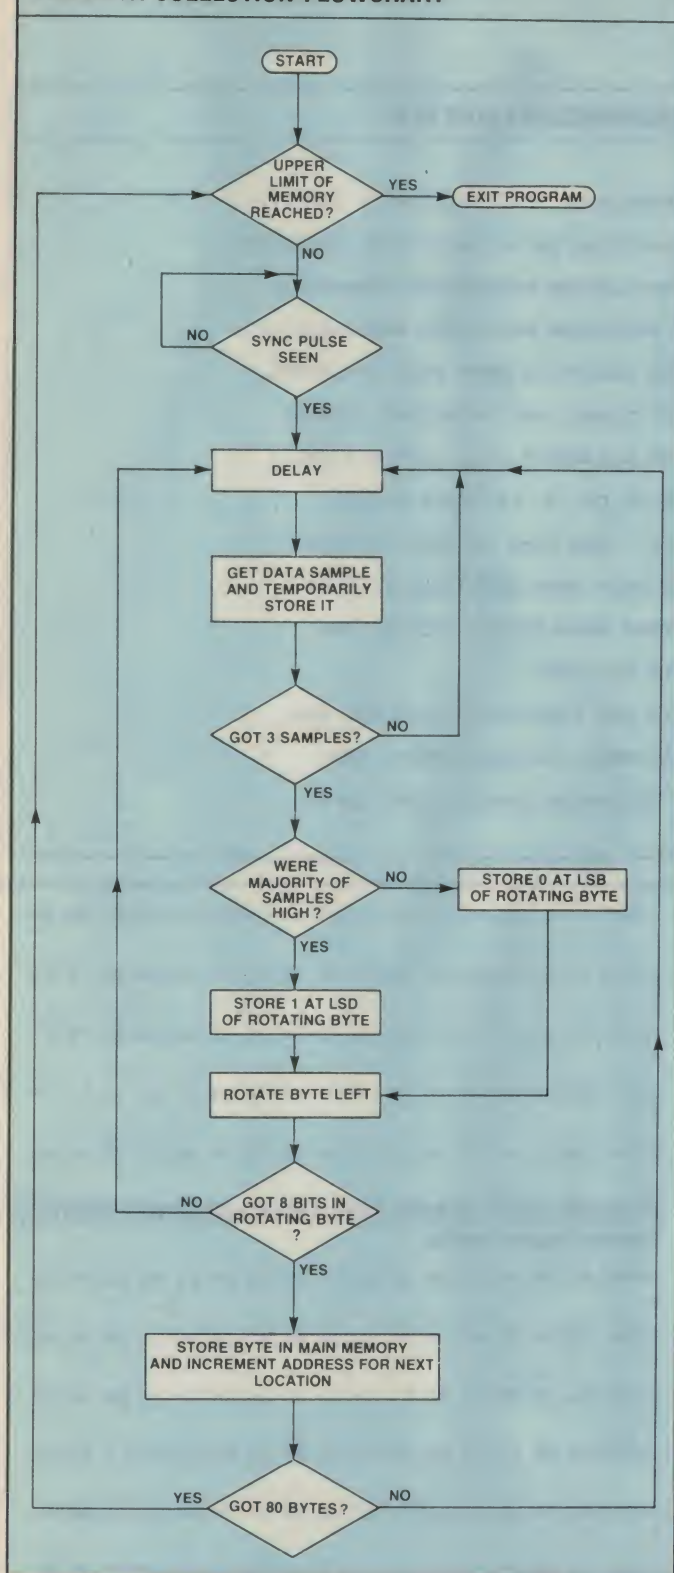 START
UPPER
LIMIT OF
MEMORY
REACHED?
YES
EXIT PROGRAM
NO
NO
SYNC PULSE
SEEN
YES
DELAY
GET DATA SAMPLE
AND TEMPORARILY
STORE IT
GOT 3 SAMPLES?
NO
YES
WERE
MAJORITY OF
SAMPLES
HIGH?
NO
STORE 0 AT LSB
OF ROTATING BYTE
YES
STORE 1 AT LSD
OF ROTATING BYTE
ROTATE BYTE LEFT
NO
GOT 8 BITS IN
ROTATING BYTE
?
YES
STORE BYTE IN MAIN MEMORY
AND INCREMENT ADDRESS FOR NEXT
LOCATION
YES
GOT 80 BYTES?
NO